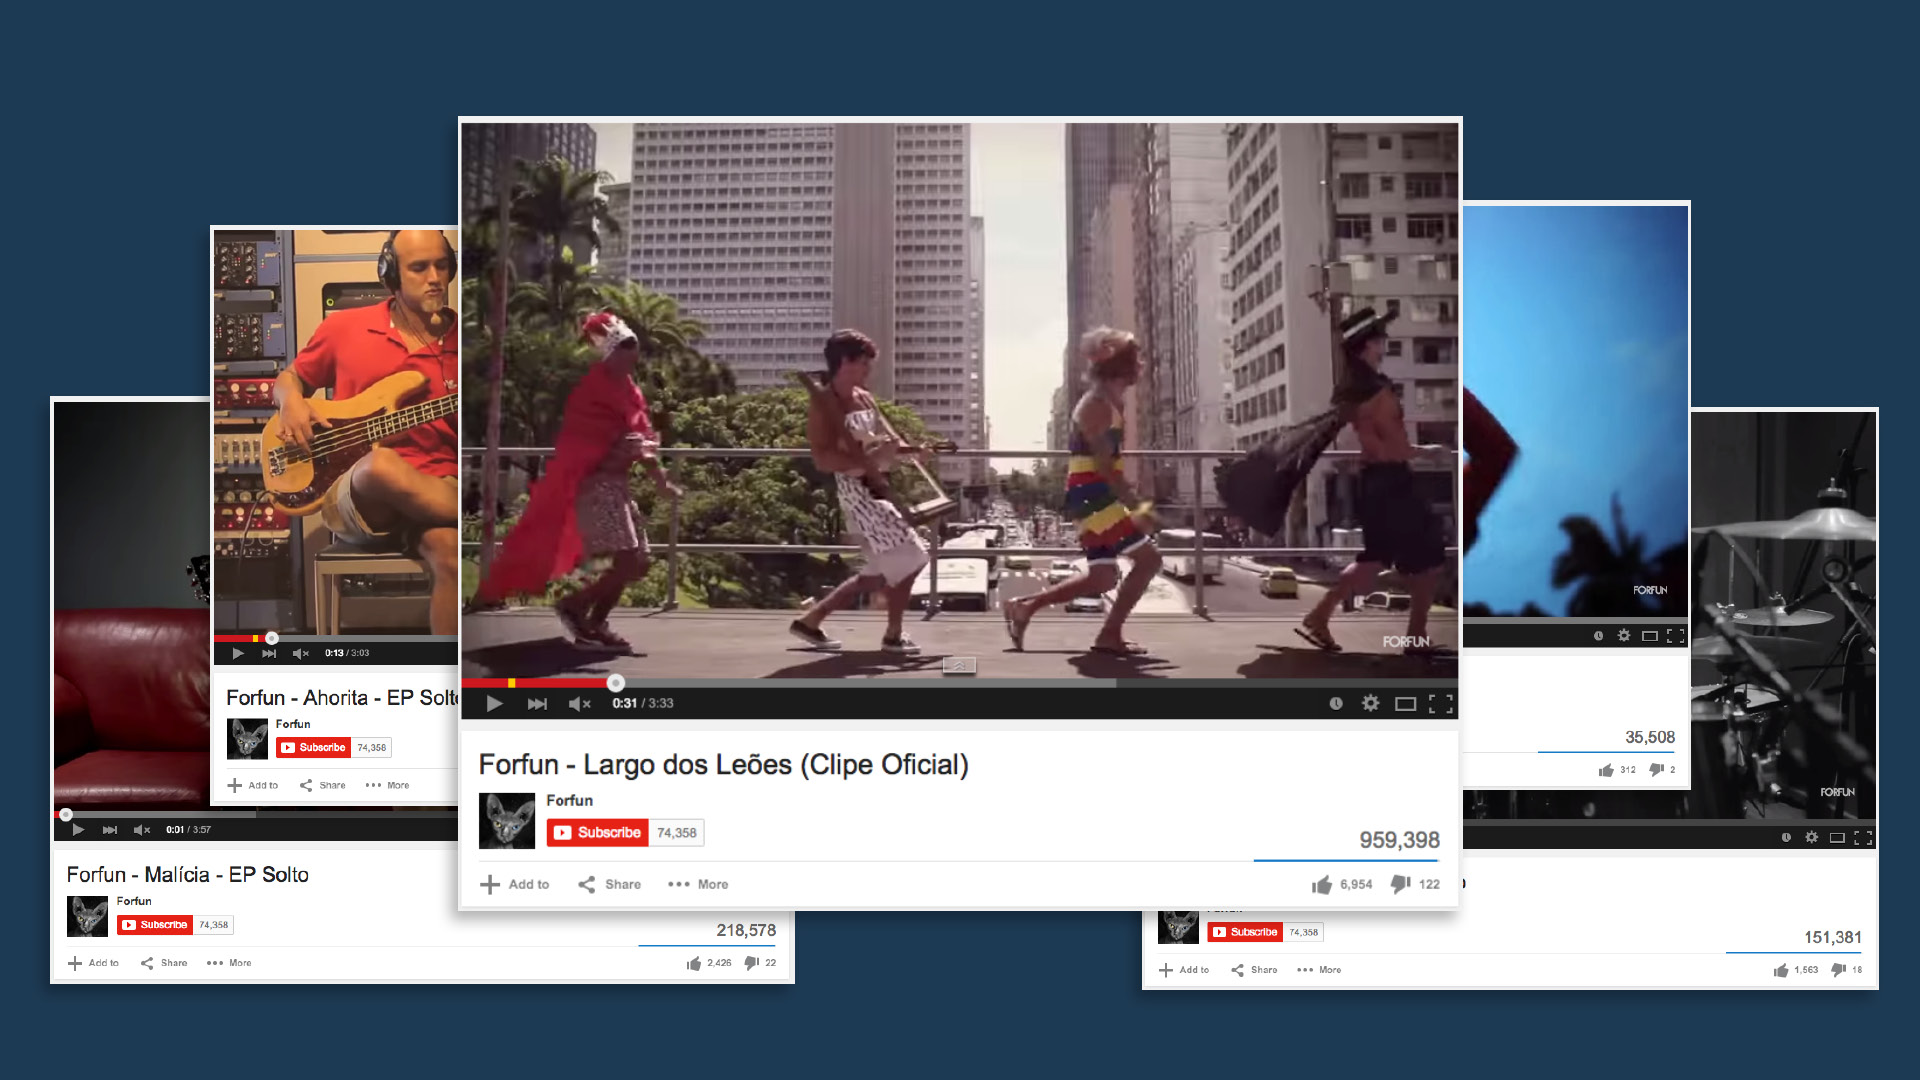 FORFUN
0:31 / 3:33
Forfun - Largo dos Leões (Clipe Oficial)
Forfun
Subscribe 74,358
959,398
Add to Share More
6,954 122
0:13 / 3:03
Forfun - Ahorita - EP Solto
Forfun
Subscribe 74,358
Add to Share More
0:01 / 3:57
Forfun - Malícia - EP Solto
Forfun
Subscribe 74,358
218,578
Add to Share More
2,426 22
FORFUN
35,508
312 2
FORFUN
Subscribe 74,358
151,381
Add to Share More
1,563 18